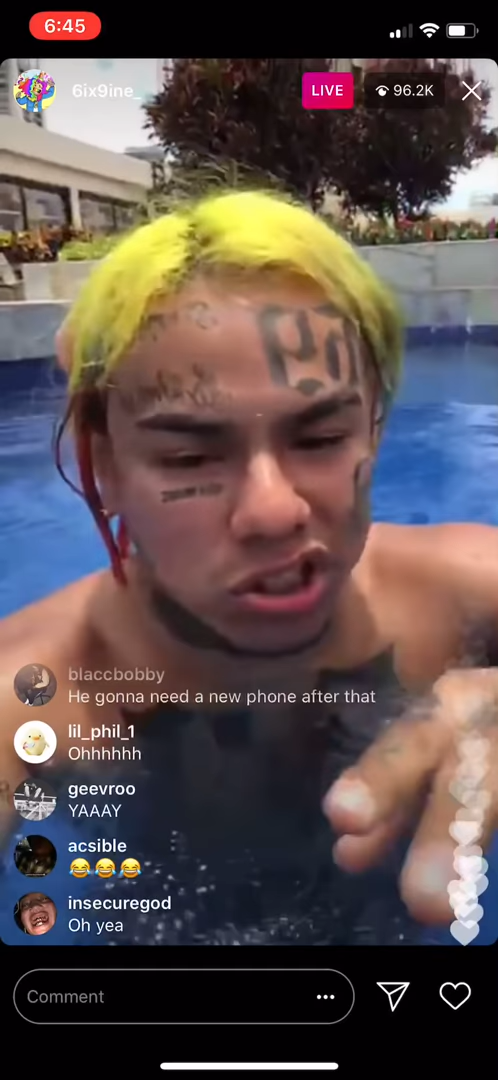 6:45
6ix9ine_
LIVE
96.2K
blaccbobby
He gonna need a new phone after that
lil_phil_1
Ohhhhhh
geevroo
YAAAY
acsible
😂😂😂
insecuregod
Oh yea
Comment